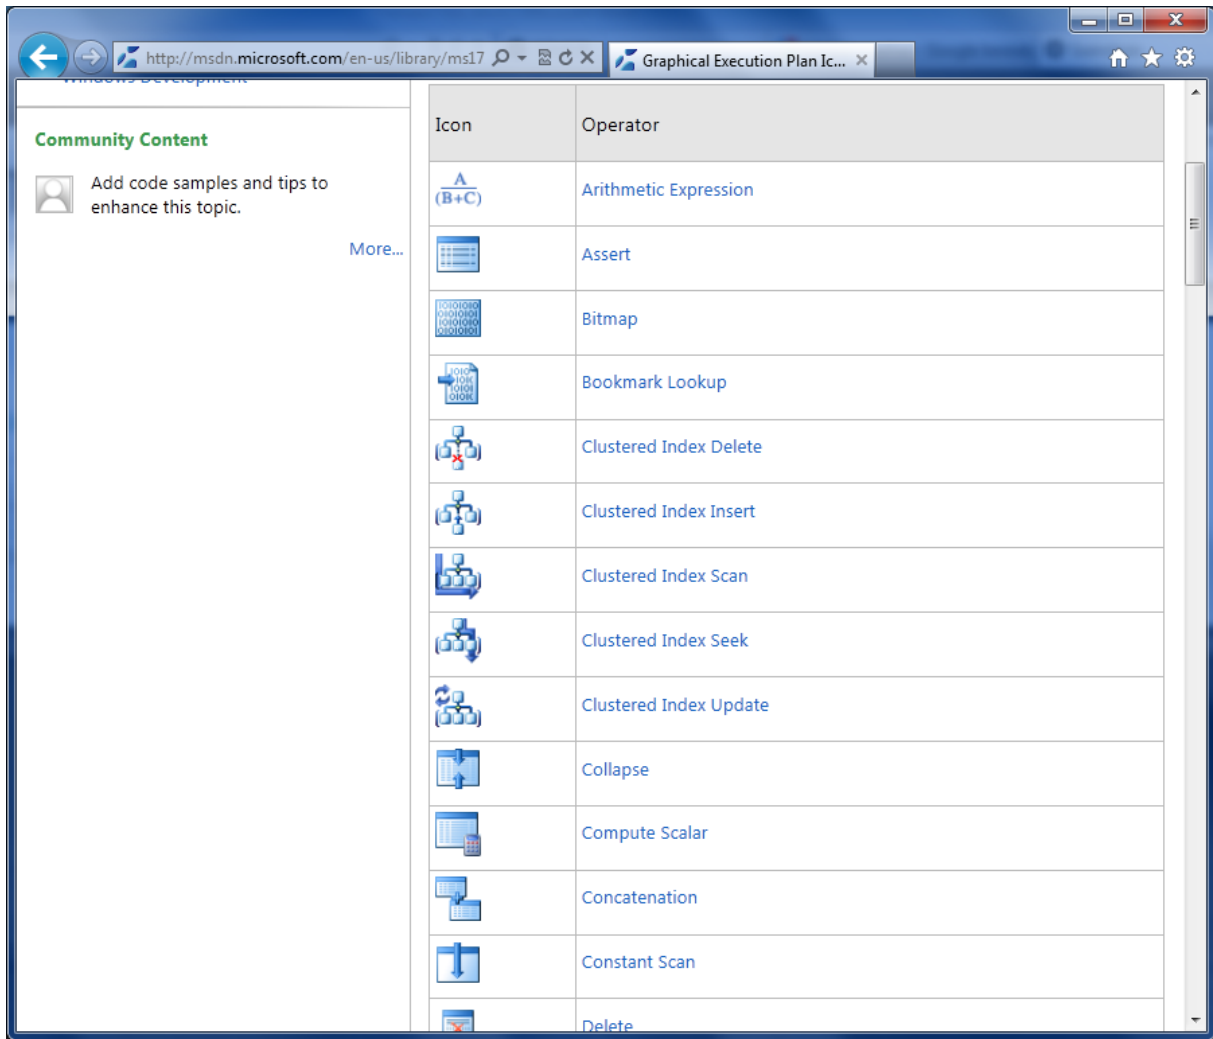 http://msdn.microsoft.com/en-us/library/ms17
Graphical Execution Plan Ic...
Windows Development
Community Content
Add code samples and tips to
enhance this topic.
More...
Icon Operator
A
(B+C)
Arithmetic Expression
Assert
Bitmap
Bookmark Lookup
Clustered Index Delete
Clustered Index Insert
Clustered Index Scan
Clustered Index Seek
Clustered Index Update
Collapse
Compute Scalar
Concatenation
Constant Scan
Delete